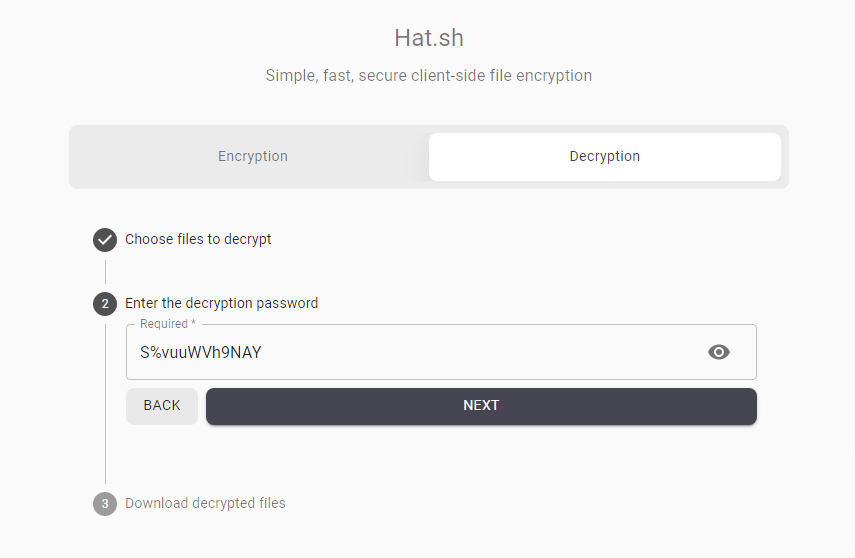 Hat.sh
Simple, fast, secure client-side file encryption
Encryption
Decryption
Choose files to decrypt
2
Enter the decryption password
Required *
S%vuuWVh9NAY
BACK
NEXT
3
Download decrypted files